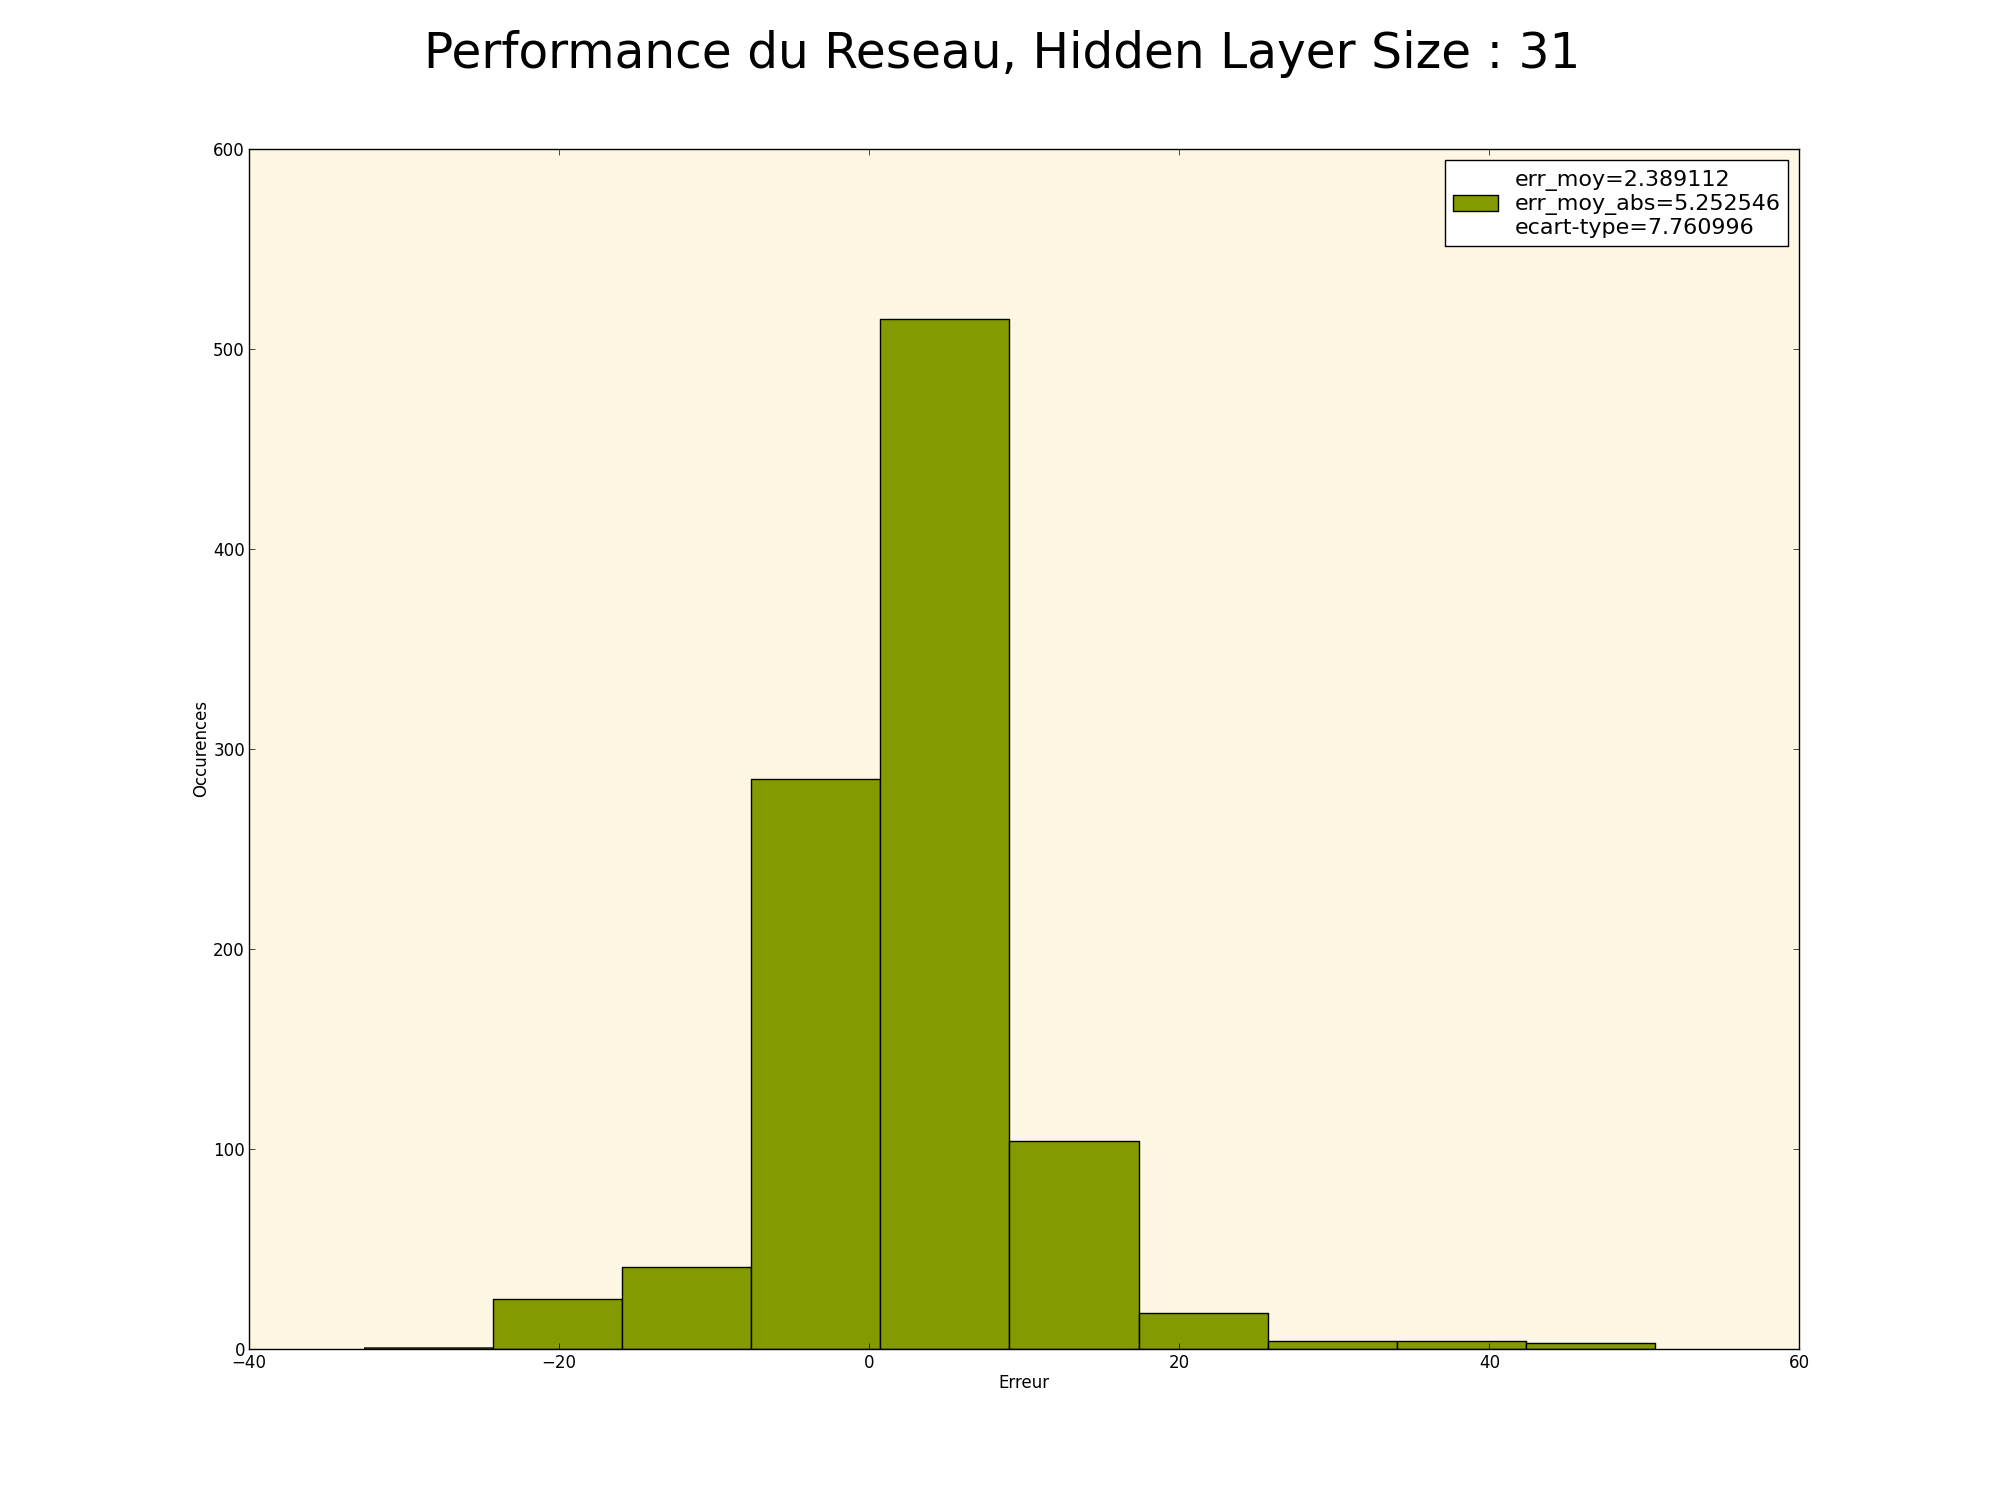 Performance du Reseau, Hidden Layer Size : 31
err_moy=2.389112
err_moy_abs=5.252546
ecart-type=7.760996
600
500
400
300
200
100
0
Occurences
−40
−20
0
20
40
60
Erreur